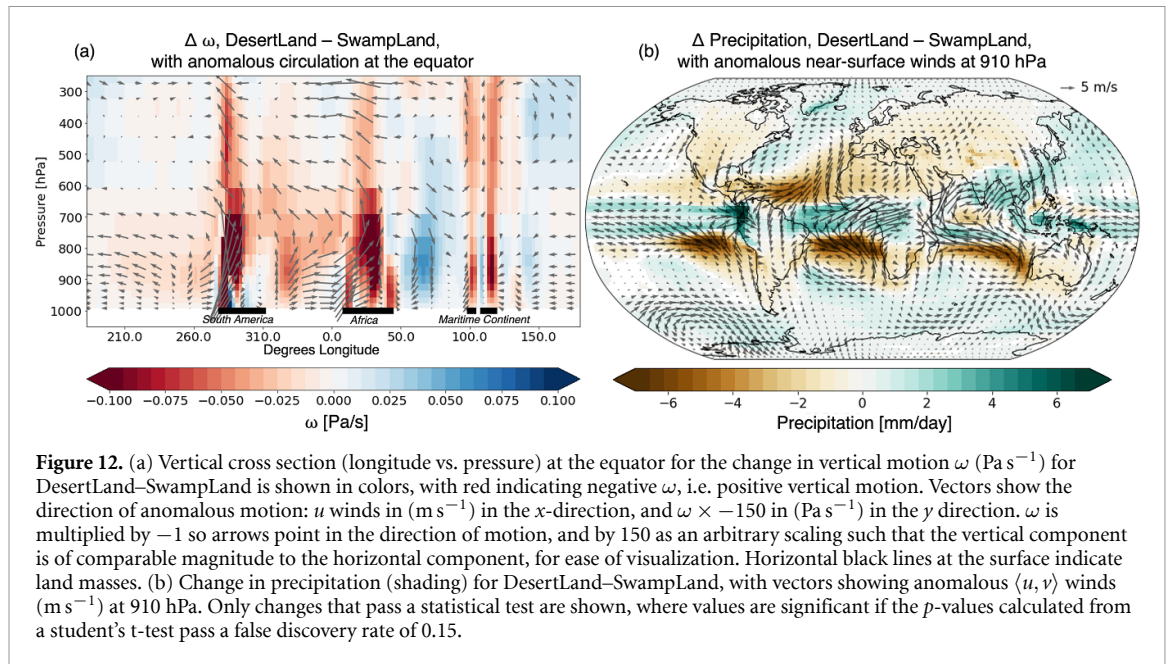 (a)
Δ ω, DesertLand – SwampLand,
with anomalous circulation at the equator
300
400
500
600
700
800
900
1000
Pressure [hPa]
South America
Africa
Maritime Continent
210.0 260.0 310.0 0.0 50.0 100.0 150.0
Degrees Longitude
−0.100 −0.075 −0.050 −0.025 0.000 0.025 0.050 0.075 0.100
ω [Pa/s]
(b)
Δ Precipitation, DesertLand – SwampLand,
with anomalous near-surface winds at 910 hPa
5 m/s
−6 −4 −2 0 2 4 6
Precipitation [mm/day]
Figure 12. (a) Vertical cross section (longitude vs. pressure) at the equator for the change in vertical motion ω (Pa s⁻¹) for
DesertLand–SwampLand is shown in colors, with red indicating negative ω, i.e. positive vertical motion. Vectors show the
direction of anomalous motion: u winds in (m s⁻¹) in the x-direction, and ω × −150 in (Pa s⁻¹) in the y direction. ω is
multiplied by −1 so arrows point in the direction of motion, and by 150 as an arbitrary scaling such that the vertical component
is of comparable magnitude to the horizontal component, for ease of visualization. Horizontal black lines at the surface indicate
land masses. (b) Change in precipitation (shading) for DesertLand–SwampLand, with vectors showing anomalous ⟨u, v⟩ winds
(m s⁻¹) at 910 hPa. Only changes that pass a statistical test are shown, where values are significant if the p-values calculated from
a student's t-test pass a false discovery rate of 0.15.